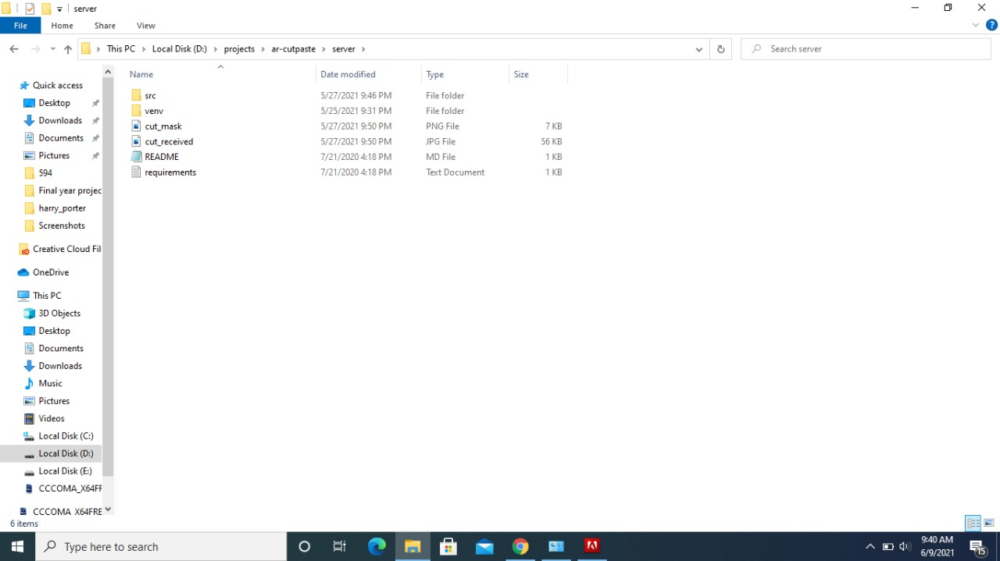 server
File Home Share View
This PC Local Disk (D:) projects ar-cutpaste server
Search server
Name Date modified Type Size
src 5/27/2021 9:46 PM File folder
venv 5/25/2021 9:31 PM File folder
cut_mask 5/27/2021 9:50 PM PNG File 7 KB
cut_received 5/27/2021 9:50 PM JPG File 56 KB
README 7/21/2020 4:18 PM MD File 1 KB
requirements 7/21/2020 4:18 PM Text Document 1 KB
Quick access
Desktop
Downloads
Documents
Pictures
594
Final year projec
harry_porter
Screenshots
Creative Cloud Fil
OneDrive
This PC
3D Objects
Desktop
Documents
Downloads
Music
Pictures
Videos
Local Disk (C:)
Local Disk (D:)
Local Disk (E:)
CCCOMA_X64FR
CCCOMA_X64FRE
6 items
Type here to search
9:40 AM
6/9/2021
15